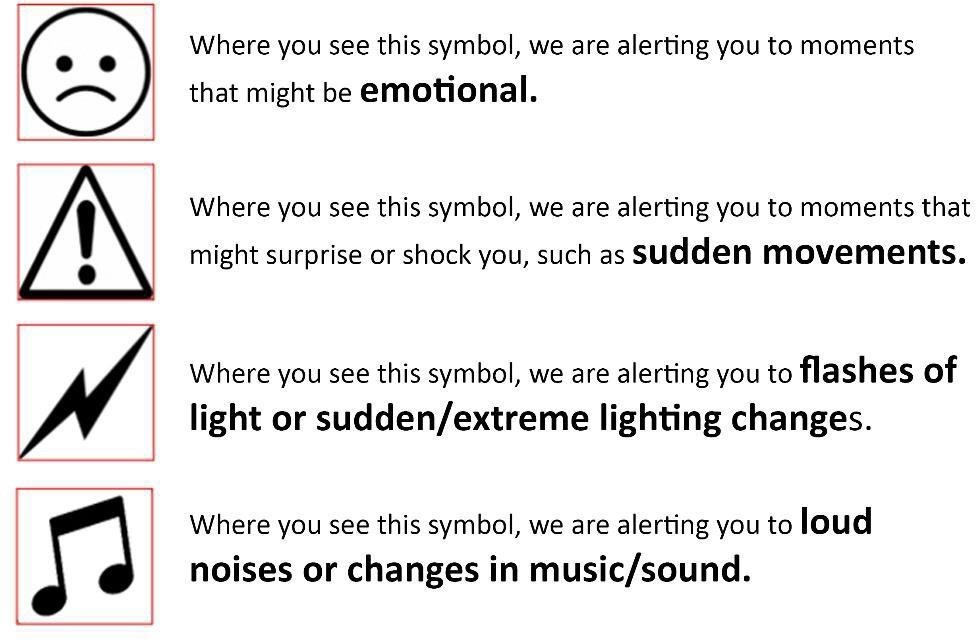 Where you see this symbol, we are alerting you to moments
that might be emotional.
Where you see this symbol, we are alerting you to moments that
might surprise or shock you, such as sudden movements.
Where you see this symbol, we are alerting you to flashes of
light or sudden/extreme lighting changes.
Where you see this symbol, we are alerting you to loud
noises or changes in music/sound.